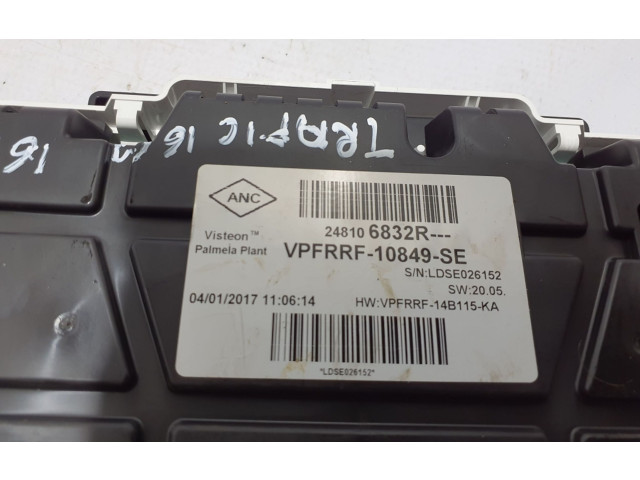 TRAFIC 16
16
ANC
Visteon™
Palmela Plant
24810 6832R---
VPFRRF-10849-SE
S/N:LDSE026152
SW:20.05.
04/01/2017 11:06:14
HW:VPFRRF-14B115-KA
*LDSE026152*